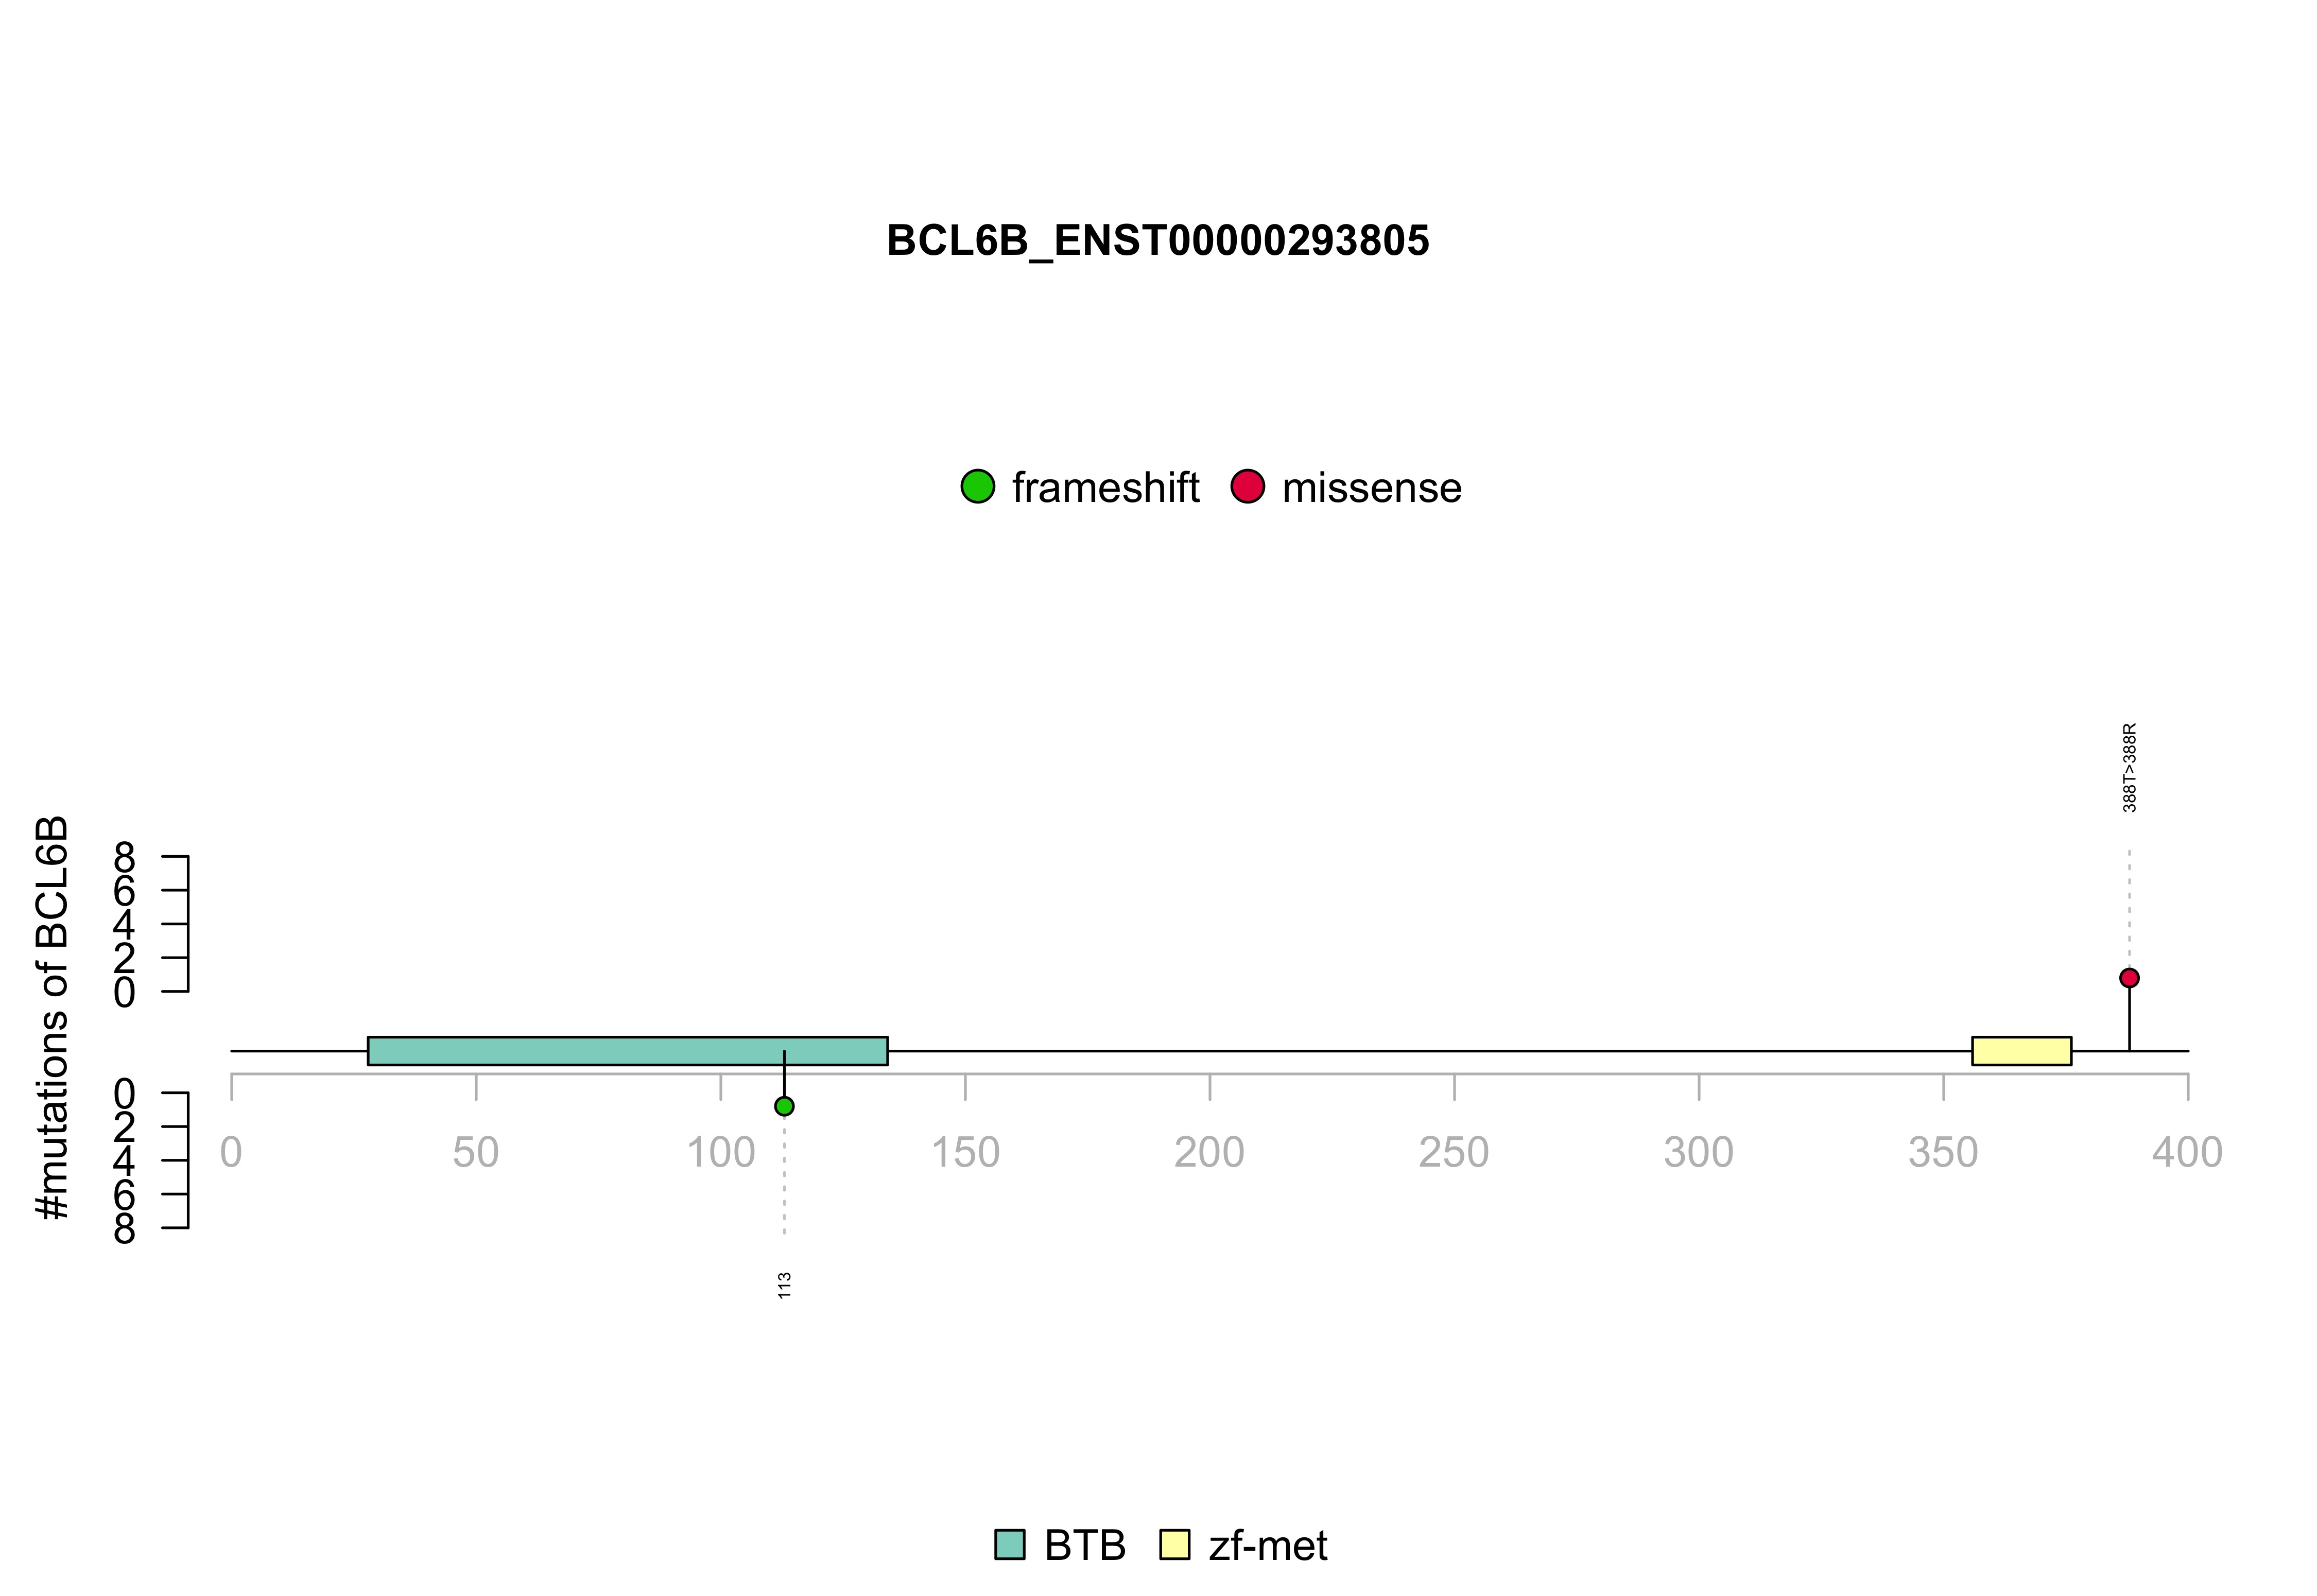 BCL6B_ENST00000293805
frameshift missense
388T>388R
#mutations of BCL6B
8
6
4
2
0
0
2
4
6
8
0 50 100 150 200 250 300 350 400
113
BTB zf-met